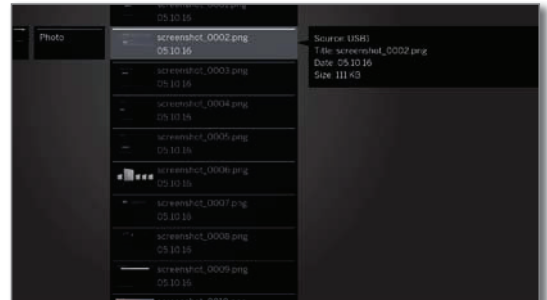 05.10.16
Photo
screenshot_0002.png
05.10.16
Source: USB1
Title: screenshot_0002.png
Date: 05.10.16
Size: 111 KB
screenshot_0003.png
05.10.16
screenshot_0004.png
05.10.16
screenshot_0005.png
05.10.16
screenshot_0006.png
05.10.16
screenshot_0007.png
05.10.16
screenshot_0008.png
05.10.16
screenshot_0009.png
05.10.16